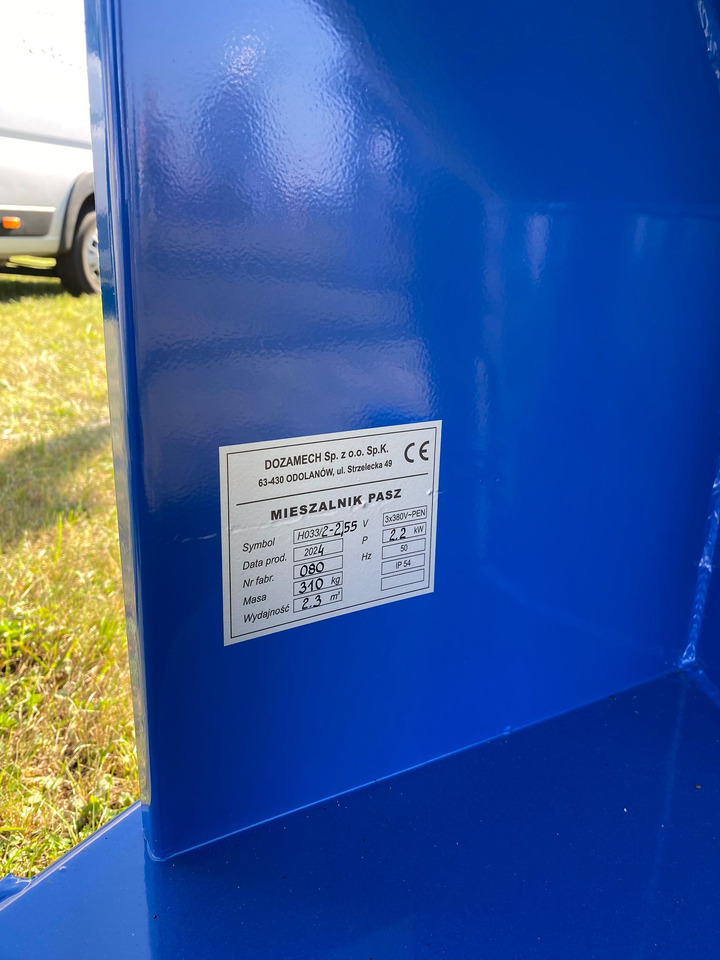 DOZAMECH Sp. z o.o. Sp.K.
63-430 ODOLANÓW, ul. Strzelecka 49
CE
MIESZALNIK PASZ
Symbol H033/2-2,55 V 3x380V~PEN
Data prod. 2024 P 2.2 kW
Nr fabr. 080 Hz 50
Masa 310 kg IP 54
Wydajność 2.3 m³